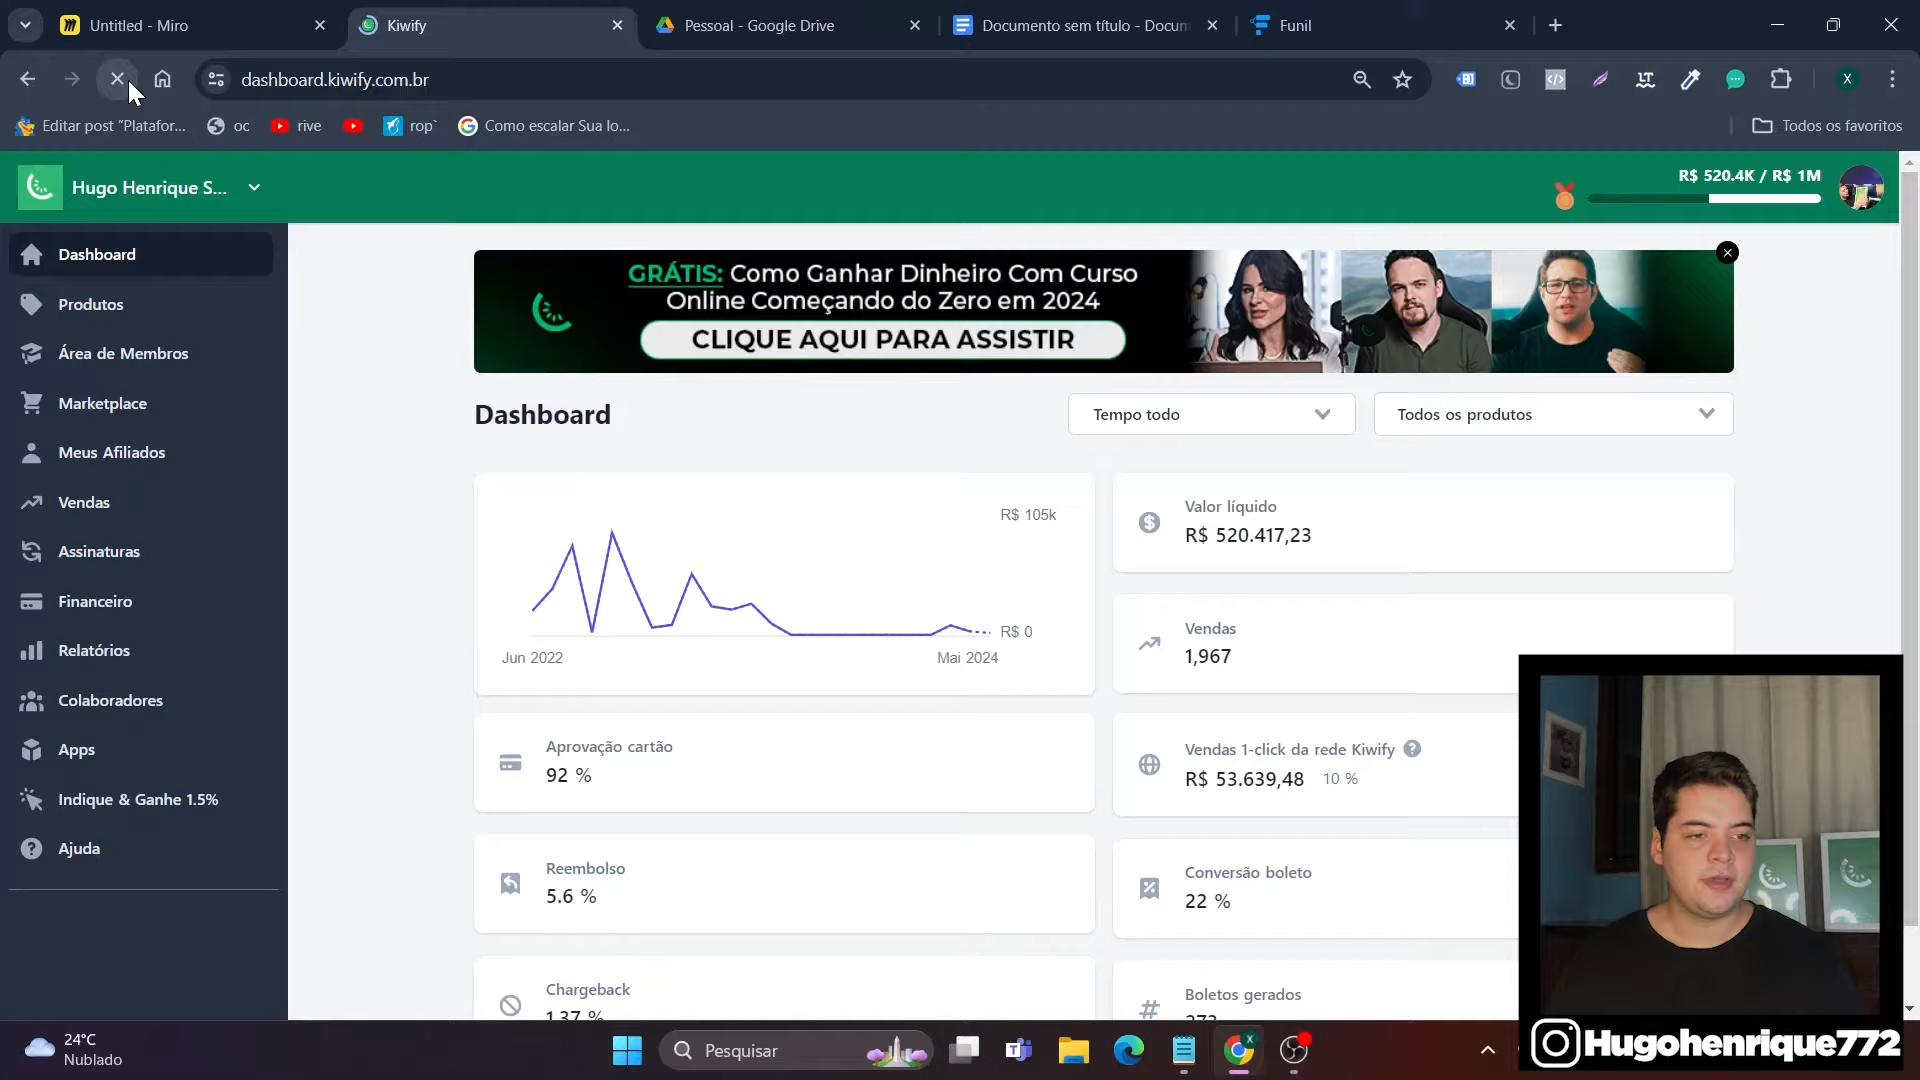 Untitled - Miro
Kiwify
Pessoal - Google Drive
Documento sem título - Docum
Funil
dashboard.kiwify.com.br
X
Editar post "Platafor...
oc
rive
rop`
Como escalar Sua lo...
Todos os favoritos
Hugo Henrique S...
R$ 520.4K / R$ 1M
Dashboard
Produtos
Área de Membros
Marketplace
Meus Afiliados
Vendas
Assinaturas
Financeiro
Relatórios
Colaboradores
Apps
Indique & Ganhe 1.5%
Ajuda
GRÁTIS: Como Ganhar Dinheiro Com Curso
Online Começando do Zero em 2024
CLIQUE AQUI PARA ASSISTIR
Dashboard
Tempo todo
Todos os produtos
R$ 105k
R$ 0
Jun 2022
Mai 2024
Valor líquido
R$ 520.417,23
Vendas
1,967
Aprovação cartão
92 %
Vendas 1-click da rede Kiwify
R$ 53.639,48 10 %
Reembolso
5.6 %
Conversão boleto
22 %
Chargeback
1.37 %
Boletos gerados
273
24°C
Nublado
Pesquisar
Hugohenrique772